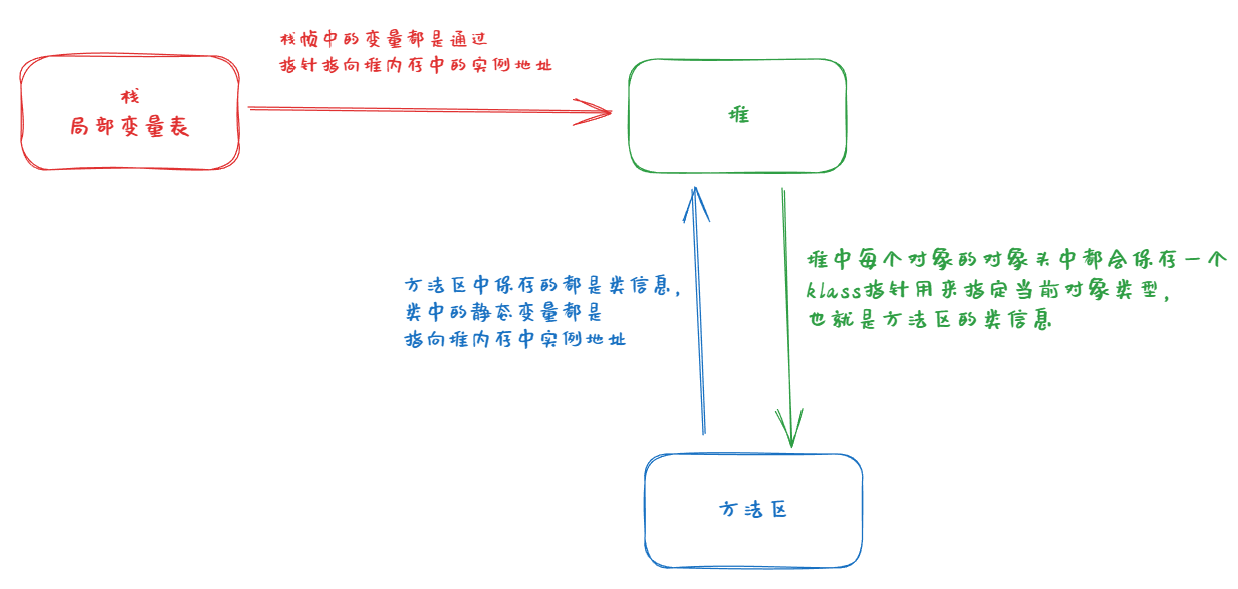 栈帧中的变量都是通过
指针指向堆内存中的实例地址
栈
局部变量表
堆
方法区中保存的都是类信息,
类中的静态变量都是
指向堆内存中实例地址
堆中每个对象的对象头中都会保存一个
klass指针用来指定当前对象类型,
也就是方法区的类信息
方法区